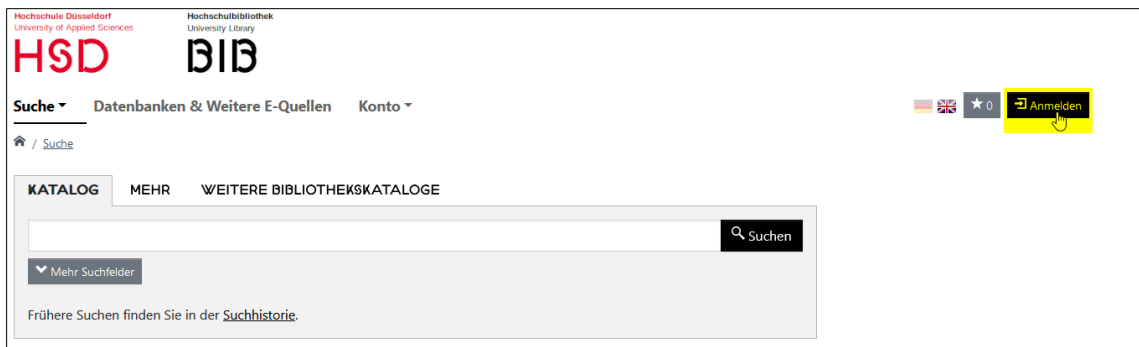 Hochschule Düsseldorf
University of Applied Sciences
HSD
Hochschulbibliothek
University Library
BIB
Suche Datenbanken & Weitere E-Quellen Konto
0 Anmelden
/ Suche
KATALOG MEHR WEITERE BIBLIOTHEKSKATALOGE
Suchen
Mehr Suchfelder
Frühere Suchen finden Sie in der Suchhistorie.